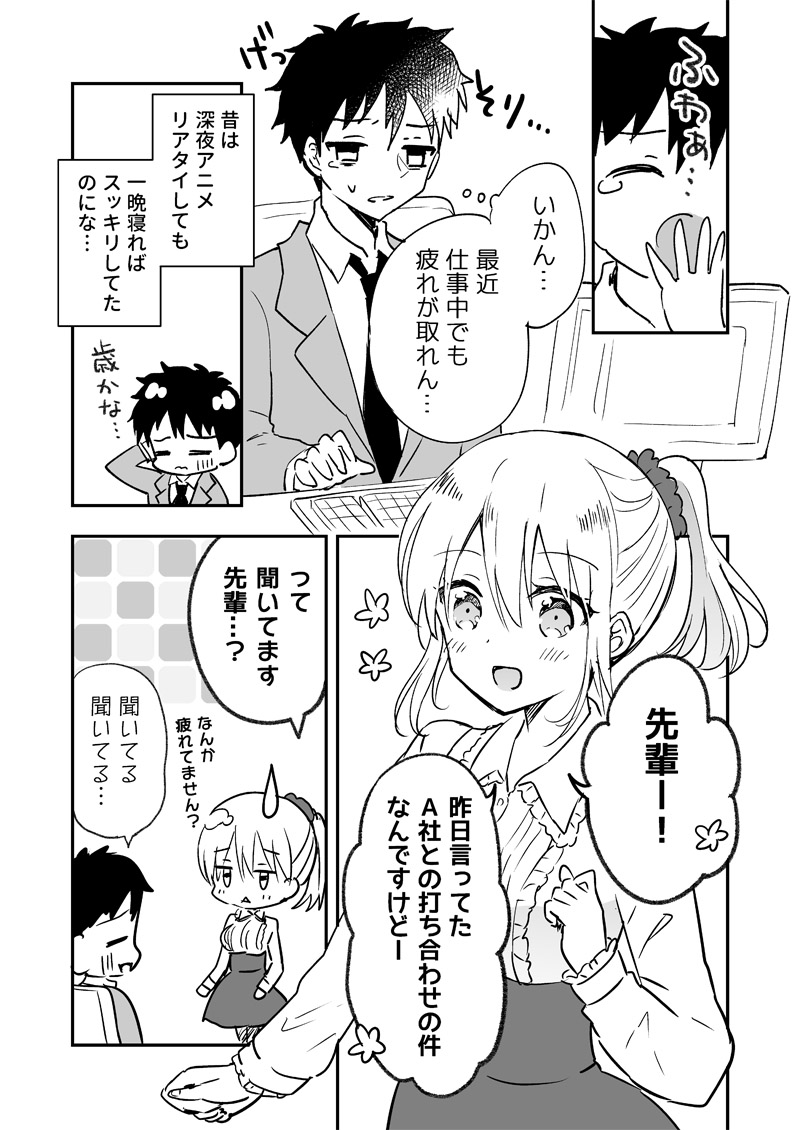 ふわぁ…
いかん…
最近
仕事中でも
疲れが取れん…
げっ
そり…
昔は
深夜アニメ
リアタイしても
一晩寝れば
スッキリしてた
のにな…
歳かな…
先輩ー!
昨日言ってた
A社との打ち合わせの件
なんですけどー
って
聞いてます
先輩…?
なんか
疲れてません?
聞いてる
聞いてる…